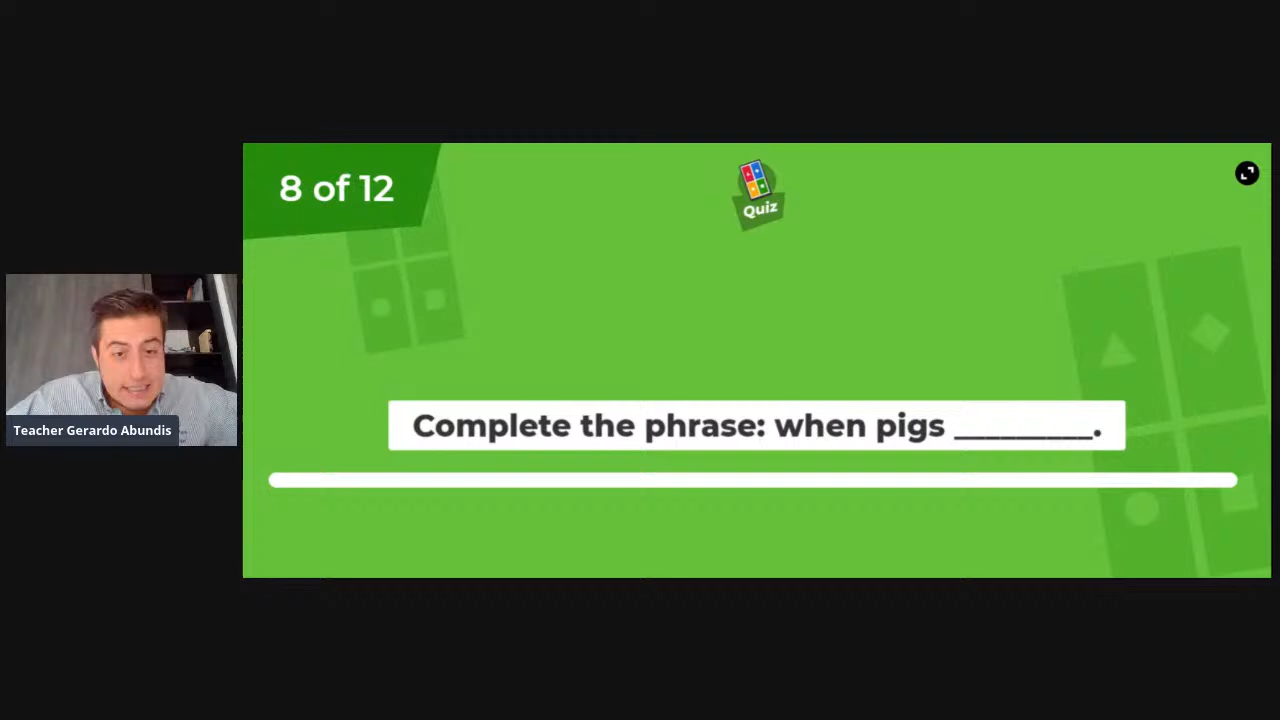 8 of 12
Quiz
Complete the phrase: when pigs _________.
Teacher Gerardo Abundis